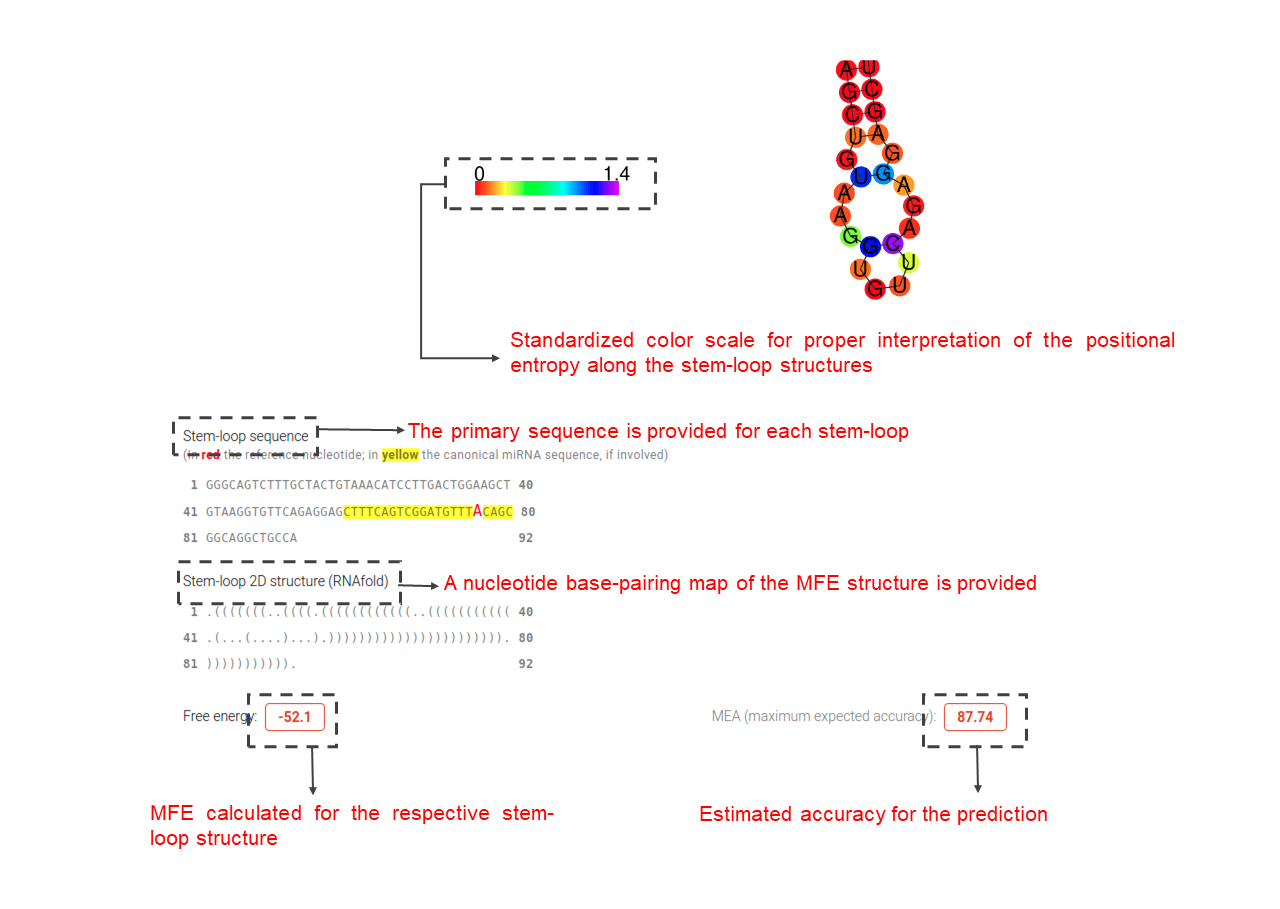 A U
G C
C G
U A
G G
U G A
A G
A A
G G C
U U
G U
0 1.4
Standardized color scale for proper interpretation of the positional
entropy along the stem-loop structures
Stem-loop sequence
The primary sequence is provided for each stem-loop
(in red the reference nucleotide; in yellow the canonical miRNA sequence, if involved)
1 GGGCAGTCTTTGCTACTGTAAACATCCTTGACTGGAAGCT 40
41 GTAAGGTGTTCAGAGGAGCTTTCAGTCGGATGTTTACAGC 80
81 GGCAGGCTGCCA 92
Stem-loop 2D structure (RNAfold)
A nucleotide base-pairing map of the MFE structure is provided
1 .(((((((..((((.((((((((((((..((((((((((( 40
41 .(...(....)...).))))))))))))))))))))))). 80
81 ))))))))))). 92
Free energy: -52.1
MEA (maximum expected accuracy): 87.74
MFE calculated for the respective stem-
loop structure
Estimated accuracy for the prediction